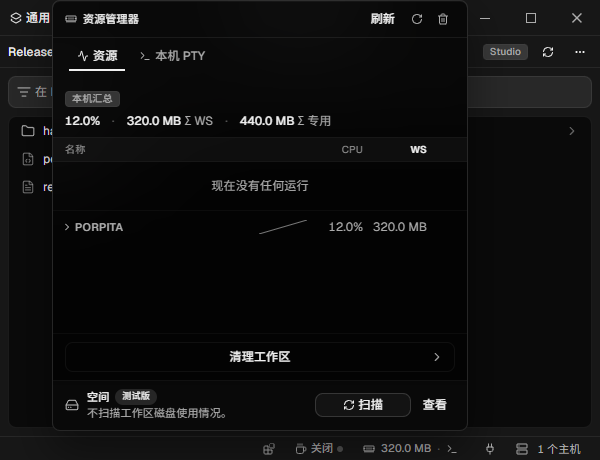 通用
资源管理器
刷新
Release
Studio
资源
本机 PTY
在
本机汇总
12.0% · 320.0 MB Σ WS · 440.0 MB Σ 专用
名称 CPU WS
现在没有任何运行
PORPITA 12.0% 320.0 MB
清理工作区
空间 测试版
不扫描工作区磁盘使用情况。
扫描
查看
关闭
320.0 MB ·
1 个主机